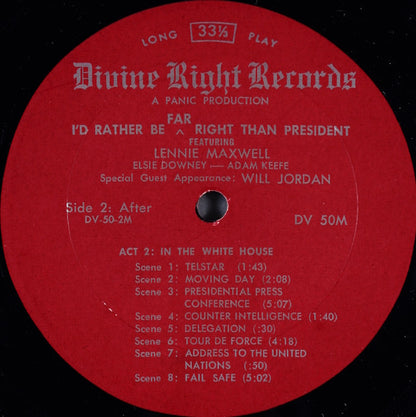 LONG 33⅓ PLAY
Divine Right Records
A PANIC PRODUCTION
FAR
I'D RATHER BE ^ RIGHT THAN PRESIDENT
FEATURING
LENNIE MAXWELL
ELSIE DOWNEY — ADAM KEEFE
Special Guest Appearance: WILL JORDAN
Side 2: After
DV-50-2M
DV 50M
ACT 2: IN THE WHITE HOUSE
Scene 1: TELSTAR (1:43)
Scene 2: MOVING DAY (2:08)
Scene 3: PRESIDENTIAL PRESS
CONFERENCE (5:07)
Scene 4: COUNTER INTELLIGENCE (1:40)
Scene 5: DELEGATION (:30)
Scene 6: TOUR DE FORCE (4:18)
Scene 7: ADDRESS TO THE UNITED
NATIONS (:50)
Scene 8: FAIL SAFE (5:02)